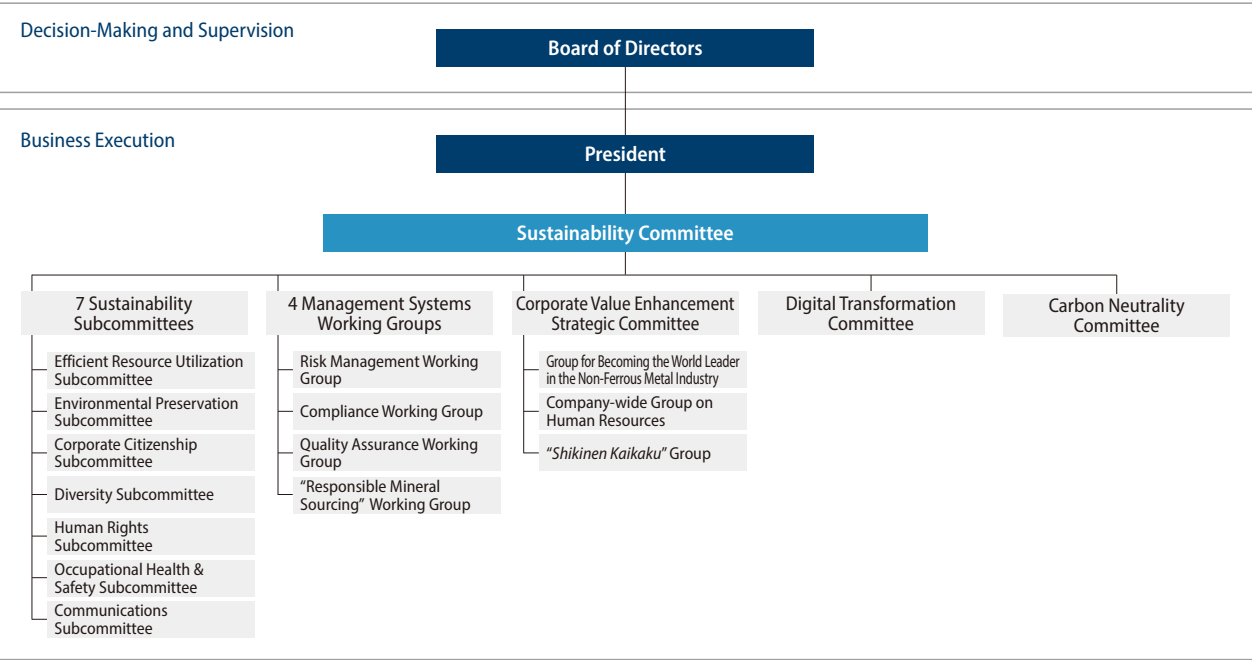 Decision-Making and Supervision
Board of Directors
Business Execution
President
Sustainability Committee
7 Sustainability
Subcommittees
Efficient Resource Utilization
Subcommittee
Environmental Preservation
Subcommittee
Corporate Citizenship
Subcommittee
Diversity Subcommittee
Human Rights
Subcommittee
Occupational Health &
Safety Subcommittee
Communications
Subcommittee
4 Management Systems
Working Groups
Risk Management Working
Group
Compliance Working Group
Quality Assurance Working
Group
“Responsible Mineral
Sourcing” Working Group
Corporate Value Enhancement
Strategic Committee
Group for Becoming the World Leader
in the Non-Ferrous Metal Industry
Company-wide Group on
Human Resources
“Shikinen Kaikaku” Group
Digital Transformation
Committee
Carbon Neutrality
Committee